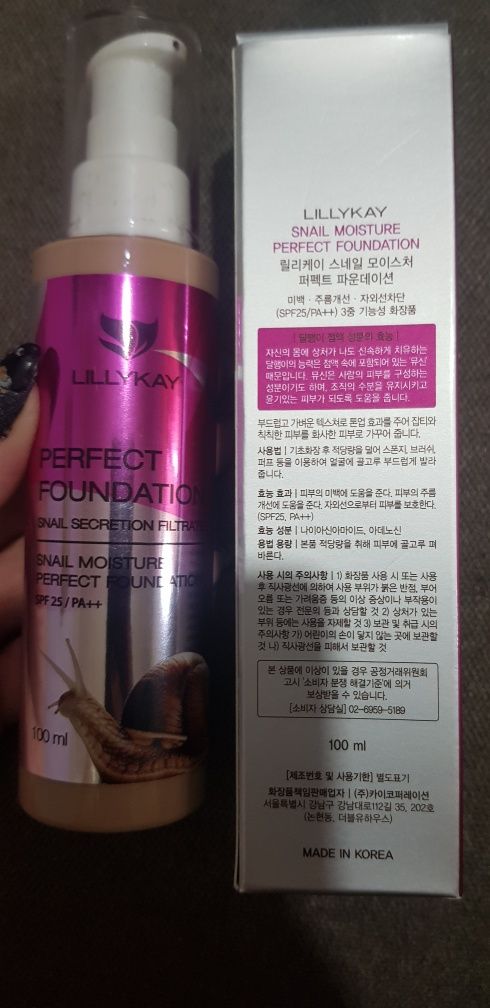 LILLYKAY
PERFECT
FOUNDATION
SNAIL SECRETION FILTRATE
SNAIL MOISTURE
PERFECT FOUNDATION
SPF 25 / PA++
100 ml
LILLYKAY
SNAIL MOISTURE
PERFECT FOUNDATION
릴리케이 스네일 모이스처
퍼펙트 파운데이션
미백 · 주름개선 · 자외선차단
(SPF25/PA++) 3중 기능성 화장품
[ 달팽이 점액 성분의 효능 ]
자신의 몸에 상처가 나도 신속하게 치유하는
달팽이의 능력은 점액 속에 포함되어 있는 '뮤신'
때문입니다. 뮤신은 사람의 피부를 구성하는
성분이기도 하며, 조직의 수분을 유지시키고
윤기있는 피부가 되도록 도움을 줍니다.
부드럽고 가벼운 텍스처로 톤업 효과를 주어 잡티와
칙칙한 피부를 화사한 피부로 가꾸어 줍니다.
사용법 | 기초화장 후 적당량을 덜어 스폰지, 브러쉬,
퍼프 등을 이용하여 얼굴에 골고루 부드럽게 발라
줍니다.
효능 효과 | 피부의 미백에 도움을 준다. 피부의 주름
개선에 도움을 준다. 자외선으로부터 피부를 보호한다.
(SPF25, PA++)
효능 성분 | 나이아신아마이드, 아데노신
용법 용량 | 본품 적당량을 취해 피부에 골고루 펴
바른다.
사용 시의 주의사항 | 1) 화장품 사용 시 또는 사용
후 직사광선에 의하여 사용 부위가 붉은 반점, 부어
오름 또는 가려움증 등의 이상 증상이나 부작용이
있는 경우 전문의 등과 상담할 것 2) 상처가 있는
부위 등에는 사용을 자제할 것 3) 보관 및 취급 시의
주의사항 가) 어린이의 손이 닿지 않는 곳에 보관할
것 나) 직사광선을 피해서 보관할 것
본 상품에 이상이 있을 경우 공정거래위원회
고시 '소비자 분쟁 해결기준'에 의거
보상받을 수 있습니다.
[소비자 상담실] 02-6959-5189
100 ml
[제조번호 및 사용기한] 별도표기
화장품책임판매업자 | (주)카이코퍼레이션
서울특별시 강남구 강남대로112길 35, 202호
(논현동, 더블유하우스)
MADE IN KOREA